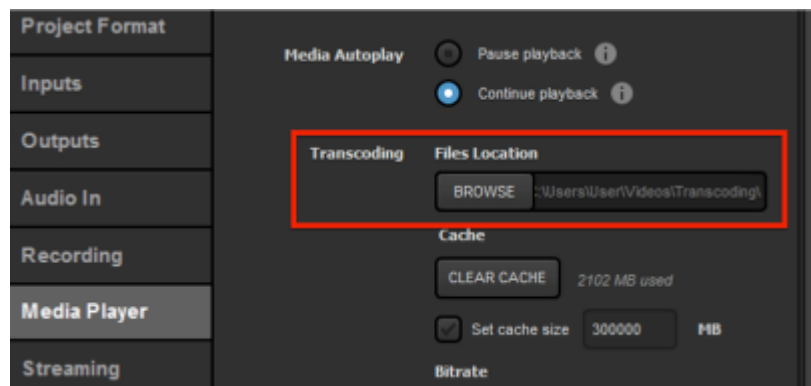 Project Format
Inputs
Outputs
Audio In
Recording
Media Player
Streaming
Media Autoplay
Pause playback
Continue playback
Transcoding
Files Location
BROWSE :\Users\User\Videos\Transcoding\
Cache
CLEAR CACHE 2102 MB used
Set cache size 300000 MB
Bitrate